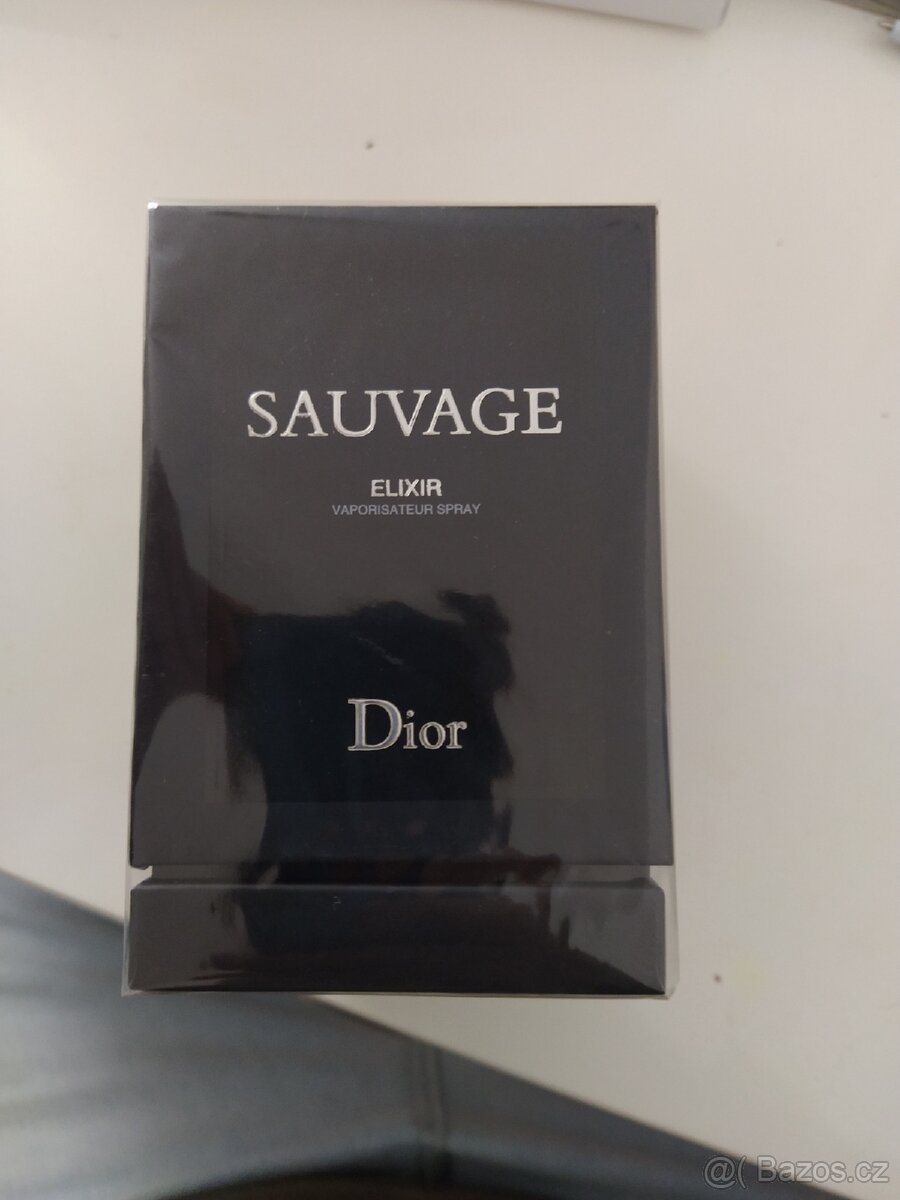 SAUVAGE
ELIXIR
VAPORISATEUR SPRAY
Dior
@( Bazos.cz